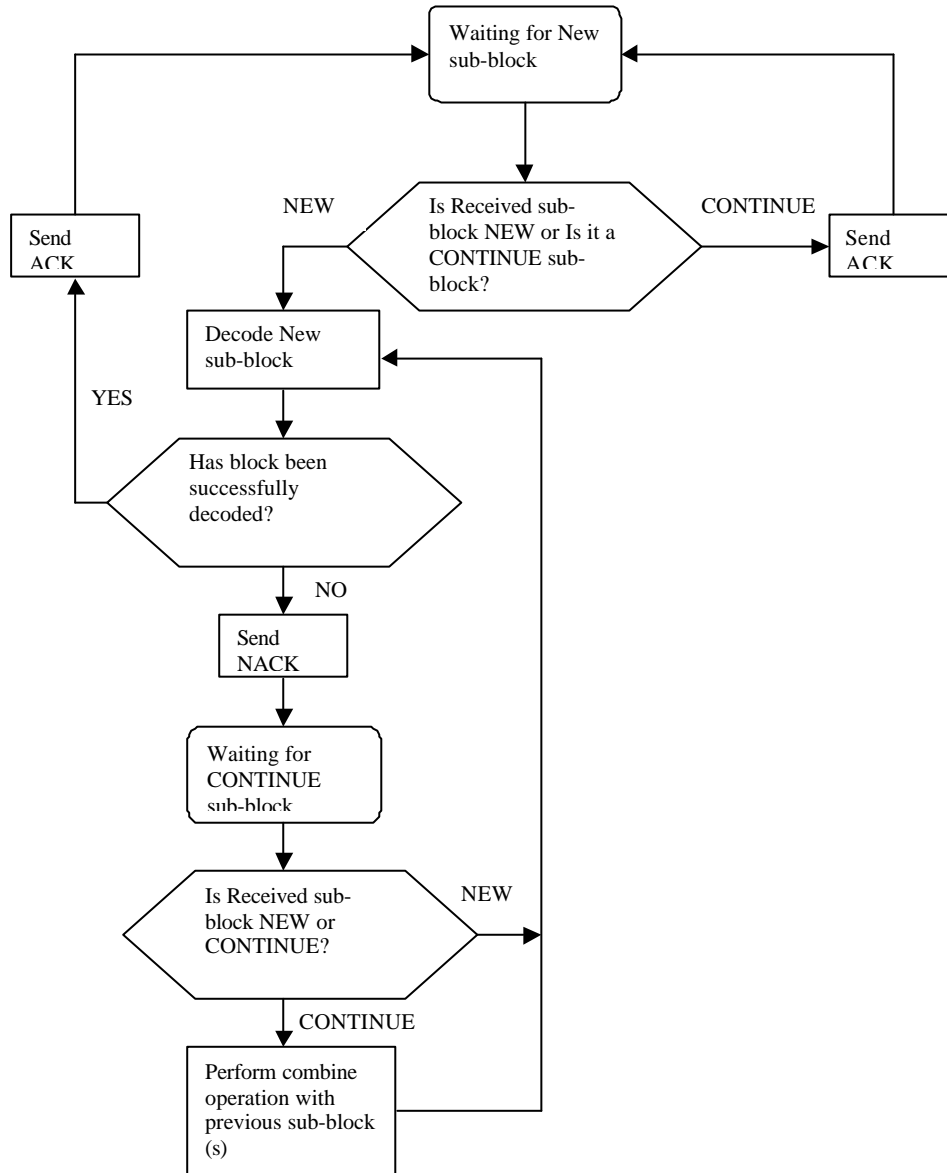 Waiting for New
sub-block
NEW
Is Received sub-
block NEW or Is it a
CONTINUE sub-
block?
CONTINUE
Send
ACK
Send
ACK
Decode New
sub-block
YES
Has block been
successfully
decoded?
NO
Send
NACK
Waiting for
CONTINUE
sub-block
Is Received sub-
block NEW or
CONTINUE?
NEW
CONTINUE
Perform combine
operation with
previous sub-block
(s)